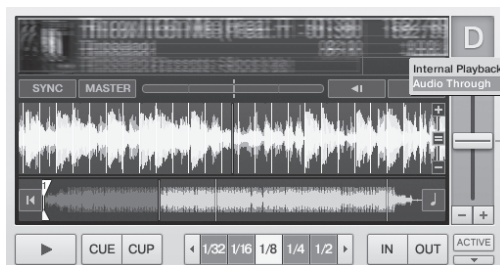 D
Internal Playback
Audio Through
SYNC MASTER
1
CUE CUP 1/32 1/16 1/8 1/4 1/2 IN OUT ACTIVE